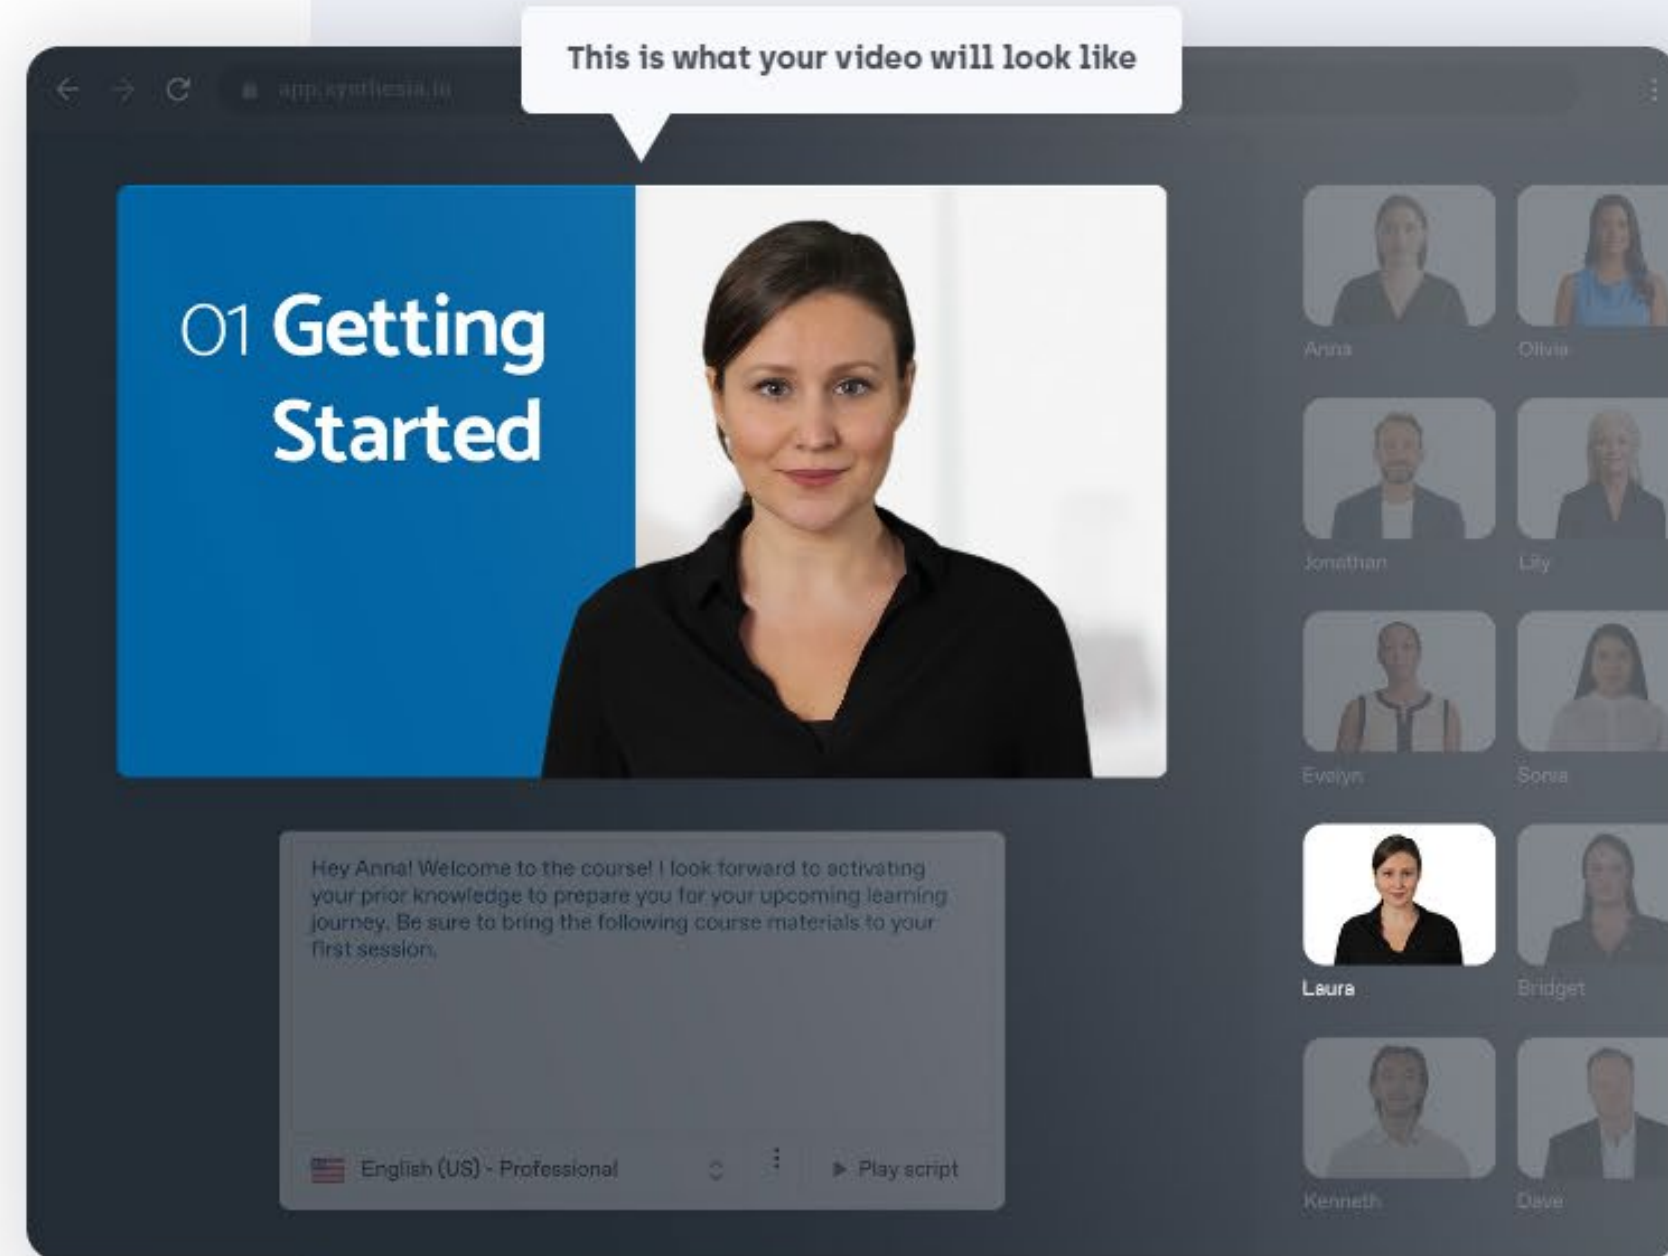 This is what your video will look like
app.synthesia.io
01 Getting
Started
Anna
Olivia
Jonathan
Lily
Evelyn
Sonia
Hey Anna! Welcome to the course! I look forward to activating
your prior knowledge to prepare you for your upcoming learning
journey. Be sure to bring the following course materials to your
first session.
Laura
Bridget
English (US) - Professional
Play script
Kenneth
Dave